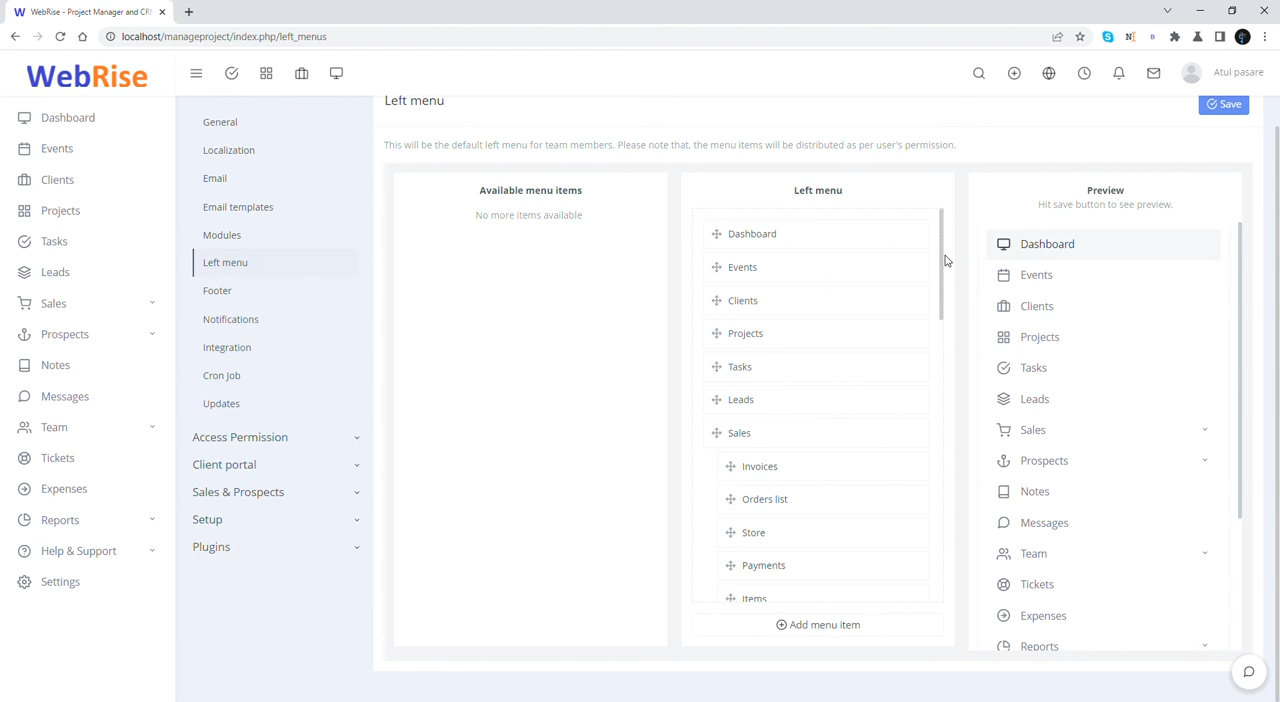 WebRise - Project Manager and CR
localhost/manageproject/index.php/left_menus
WebRise
Atul pasare
Dashboard
Events
Clients
Projects
Tasks
Leads
Sales
Prospects
Notes
Messages
Team
Tickets
Expenses
Reports
Help & Support
Settings
General
Localization
Email
Email templates
Modules
Left menu
Footer
Notifications
Integration
Cron Job
Updates
Access Permission
Client portal
Sales & Prospects
Setup
Plugins
Left menu
Save
This will be the default left menu for team members. Please note that, the menu items will be distributed as per user's permission.
Available menu items
No more items available
Left menu
Dashboard
Events
Clients
Projects
Tasks
Leads
Sales
Invoices
Orders list
Store
Payments
Items
Add menu item
Preview
Hit save button to see preview.
Dashboard
Events
Clients
Projects
Tasks
Leads
Sales
Prospects
Notes
Messages
Team
Tickets
Expenses
Reports